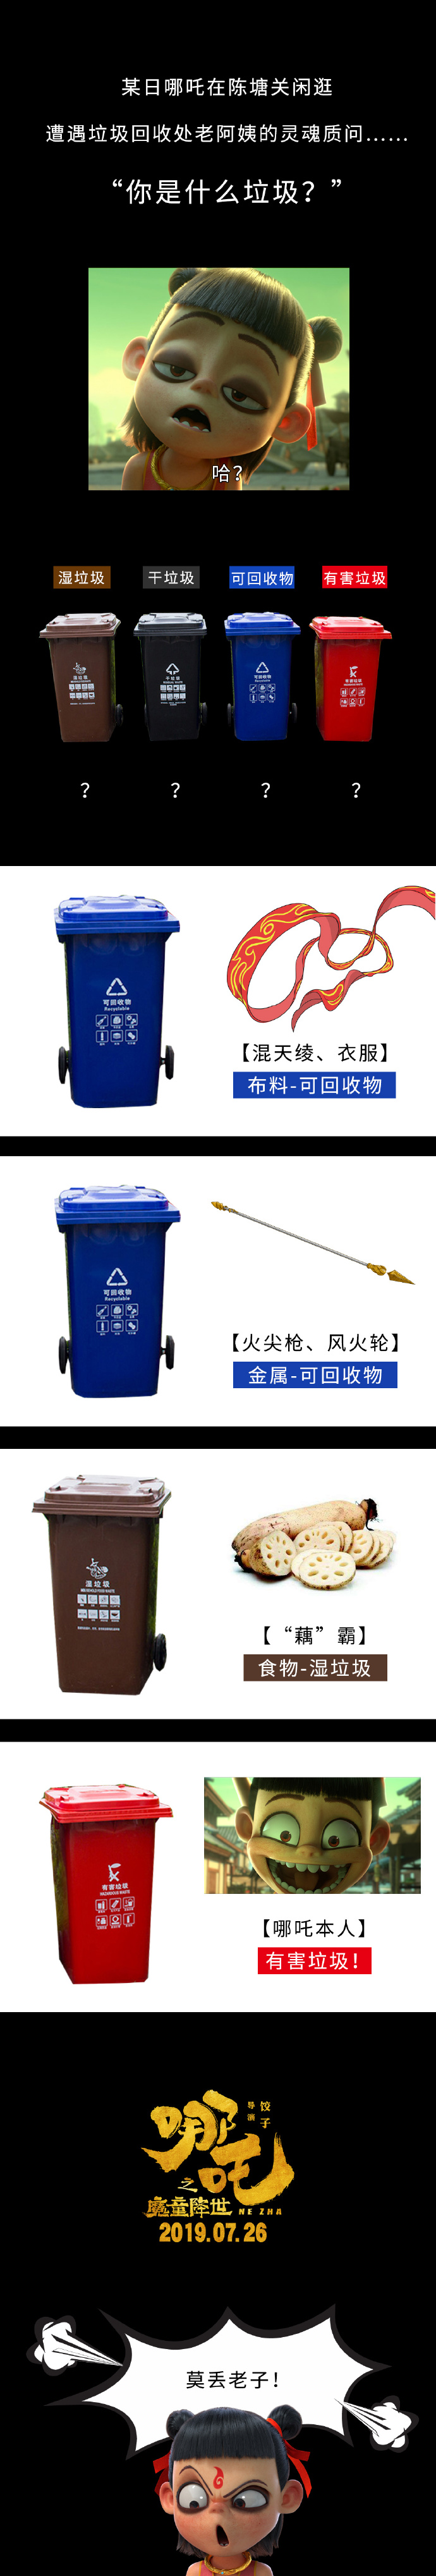 某日哪吒在陈塘关闲逛
遭遇垃圾回收处老阿姨的灵魂质问……
“你是什么垃圾？”
哈？
湿垃圾 干垃圾 可回收物 有害垃圾
湿垃圾 干垃圾 可回收物 有害垃圾
？ ？ ？ ？
可回收物
Recyclable
【混天绫、衣服】
布料-可回收物
可回收物
Recyclable
【火尖枪、风火轮】
金属-可回收物
湿垃圾
HOUSEHOLD FOOD WASTE
【“藕”霸】
食物-湿垃圾
有害垃圾
HAZARDOUS WASTE
【哪吒本人】
有害垃圾！
导演 饺子
哪吒
之
魔童降世
NE ZHA
2019.07.26
莫丢老子！